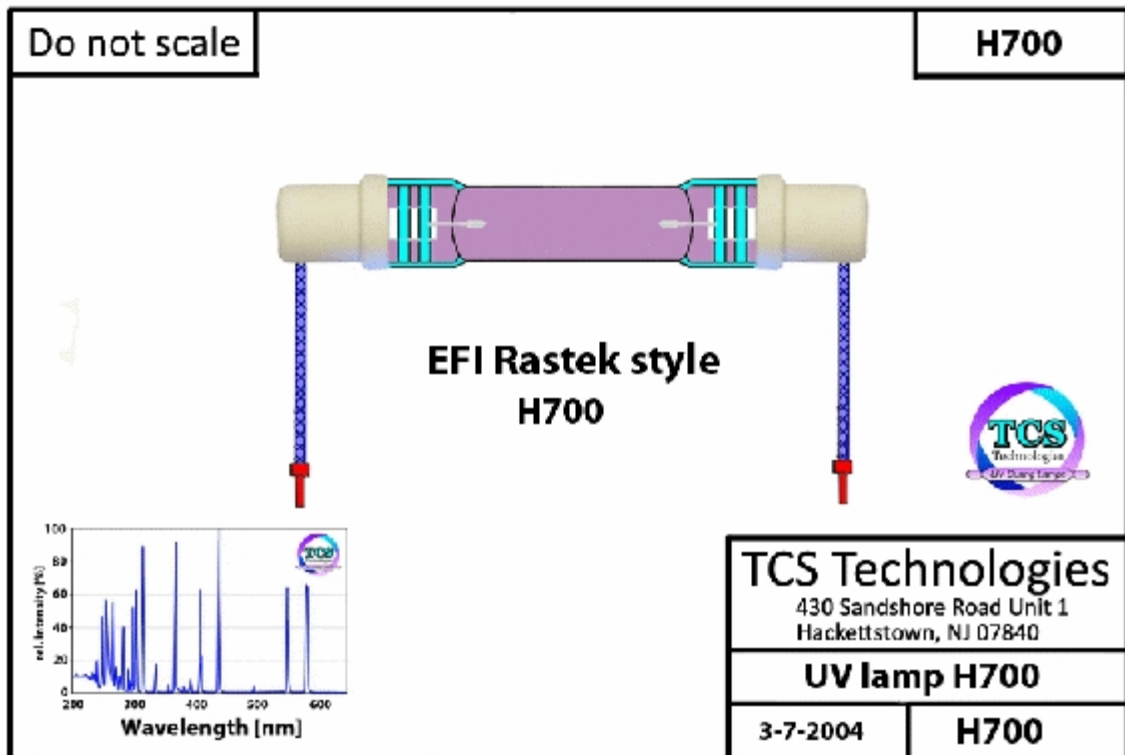 Do not scale
H700
EFI Rastek style
H700
TCS
Technologies
UV Curing Lamps
100
80
60
40
20
0
rel. intensity [%]
TCS
200 300 400 500 600
Wavelength [nm]
TCS Technologies
430 Sandshore Road Unit 1
Hackettstown, NJ 07840
UV lamp H700
3-7-2004
H700